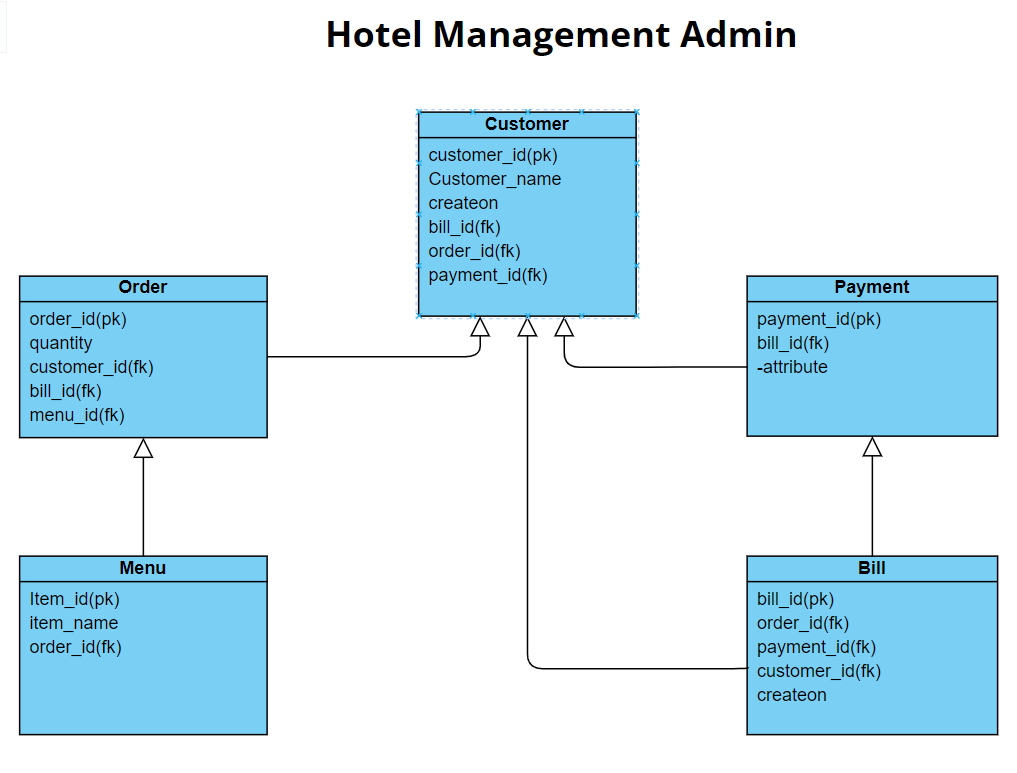 Hotel Management Admin
Customer
customer_id(pk)
Customer_name
createon
bill_id(fk)
order_id(fk)
payment_id(fk)
Order
order_id(pk)
quantity
customer_id(fk)
bill_id(fk)
menu_id(fk)
Payment
payment_id(pk)
bill_id(fk)
-attribute
Menu
Item_id(pk)
item_name
order_id(fk)
Bill
bill_id(pk)
order_id(fk)
payment_id(fk)
customer_id(fk)
createon